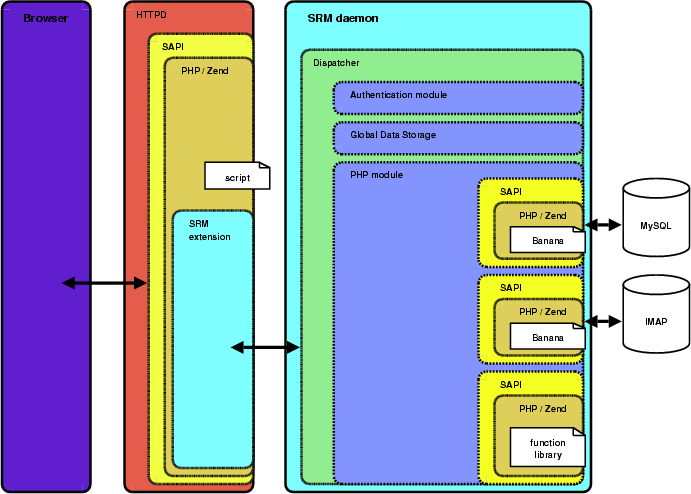 Browser
HTTPD
SAPI
PHP / Zend
script
SRM
extension
SRM daemon
Dispatcher
Authentication module
Global Data Storage
PHP module
SAPI
PHP / Zend
Banana
SAPI
PHP / Zend
Banana
SAPI
PHP / Zend
function
library
MySQL
IMAP